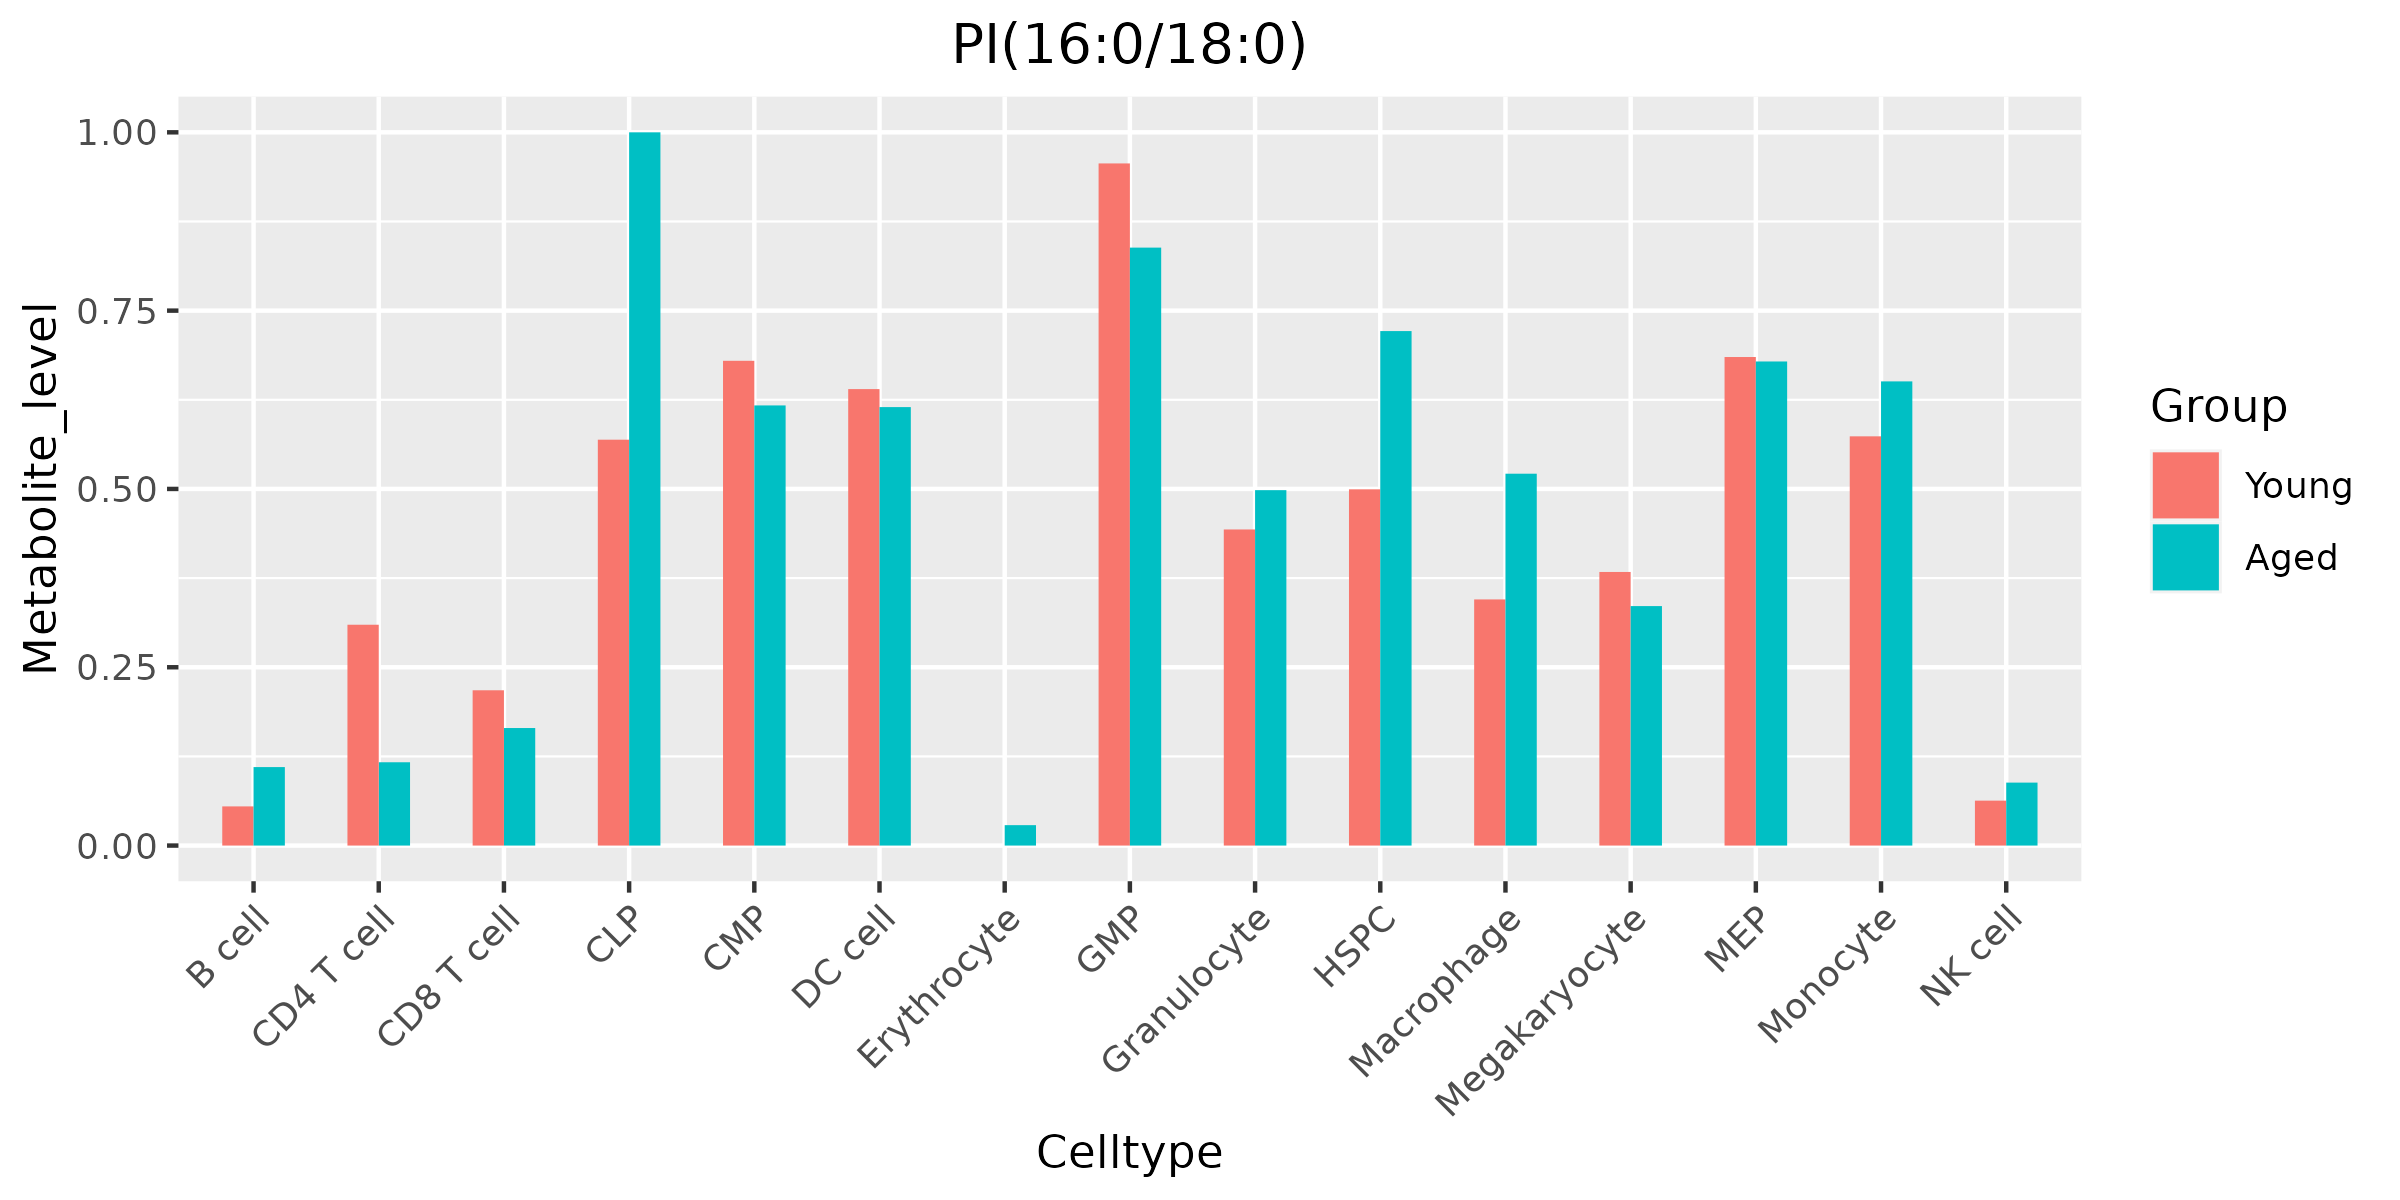 PI(16:0/18:0)
Metabolite_level
1.00
0.75
0.50
0.25
0.00
B cell
CD4 T cell
CD8 T cell
CLP
CMP
DC cell
Erythrocyte
GMP
Granulocyte
HSPC
Macrophage
Megakaryocyte
MEP
Monocyte
NK cell
Celltype
Group
Young
Aged